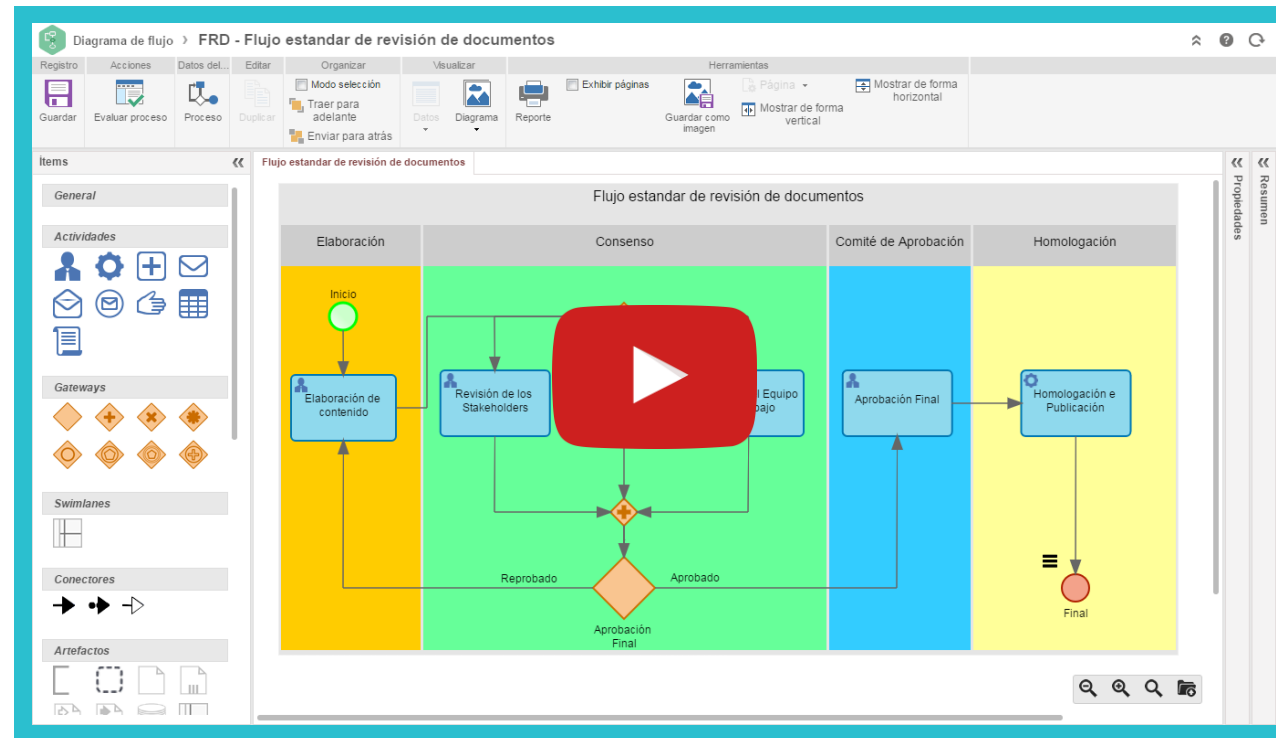 Diagrama de flujo › FRD - Flujo estandar de revisión de documentos
Registro Acciones Datos del... Editar Organizar Visualizar Herramientas
Guardar
Evaluar proceso
Proceso
Duplicar
Modo selección
Traer para
adelante
Enviar para atrás
Datos
Diagrama
Reporte
Exhibir páginas
Guardar como
imagen
Página
Mostrar de forma
vertical
Mostrar de forma
horizontal
Ítems
Flujo estandar de revisión de documentos
Propiedades
Resumen
General
Actividades
Gateways
Swimlanes
Conectores
Artefactos
Flujo estandar de revisión de documentos
Elaboración Consenso Comité de Aprobación Homologación
Inicio
Elaboración de
contenido
Revisión de los
Stakeholders
Equipo
Aprobación Final
Homologación e
Publicación
Reprobado
Aprobado
Aprobación
Final
Final